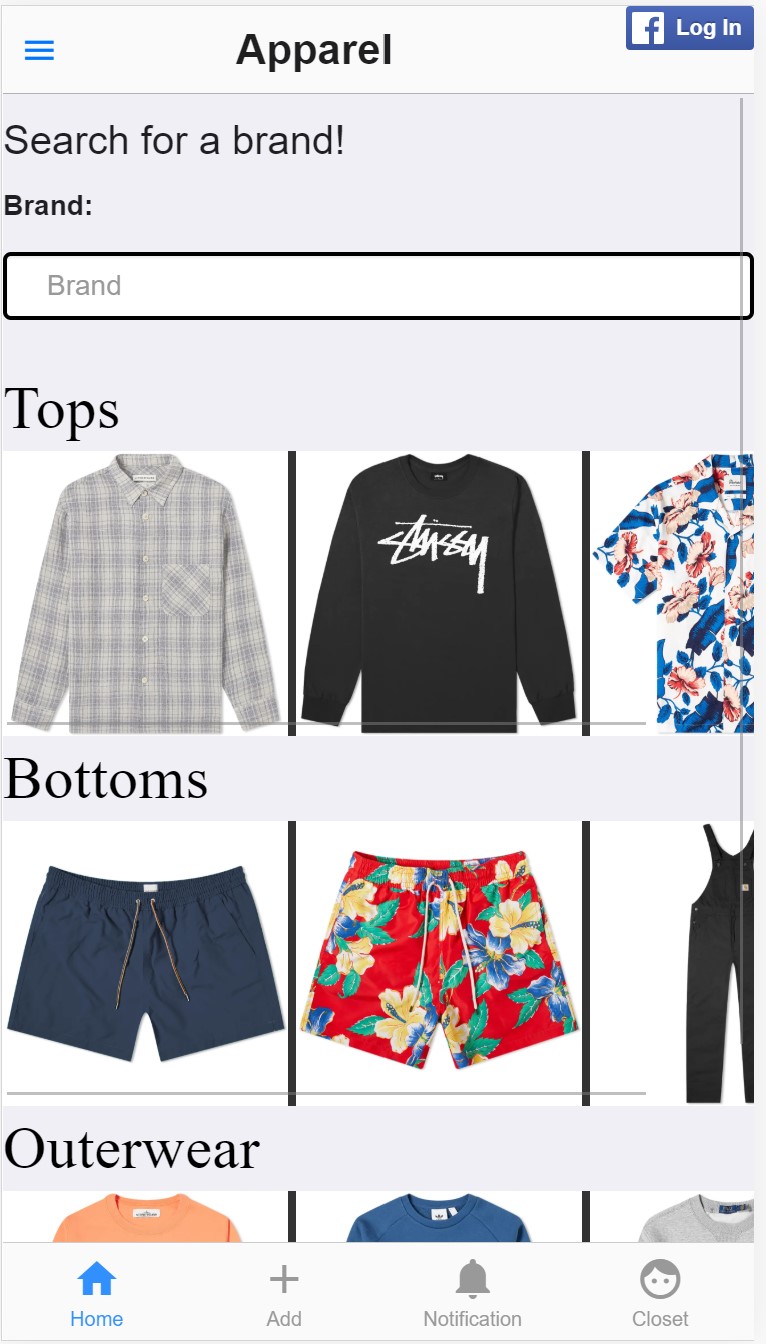 Apparel
Log In
Search for a brand!
Brand:
Brand
Tops
Stüssy
Bottoms
Outerwear
Home
Add
Notification
Closet